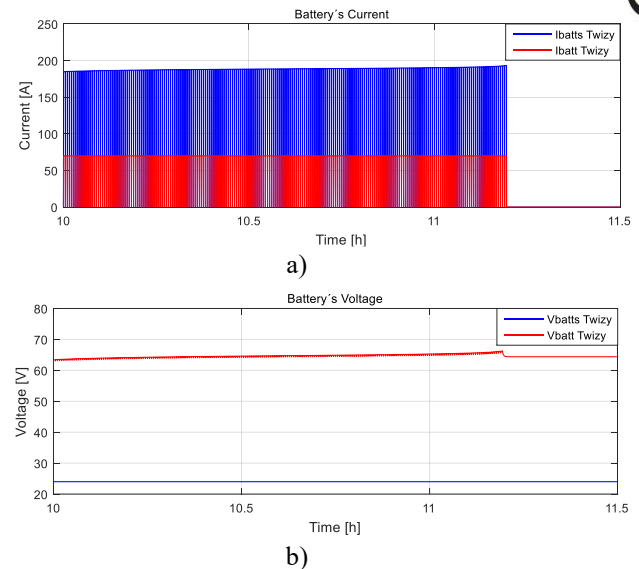 Battery´s Current
250
200
150
100
50
0
Current [A]
Ibatts Twizy
Ibatt Twizy
10
10.5
11
11.5
Time [h]
a)
Battery´s Voltage
80
70
60
50
40
30
20
Voltage [V]
Vbatts Twizy
Vbatt Twizy
10
10.5
11
11.5
Time [h]
b)